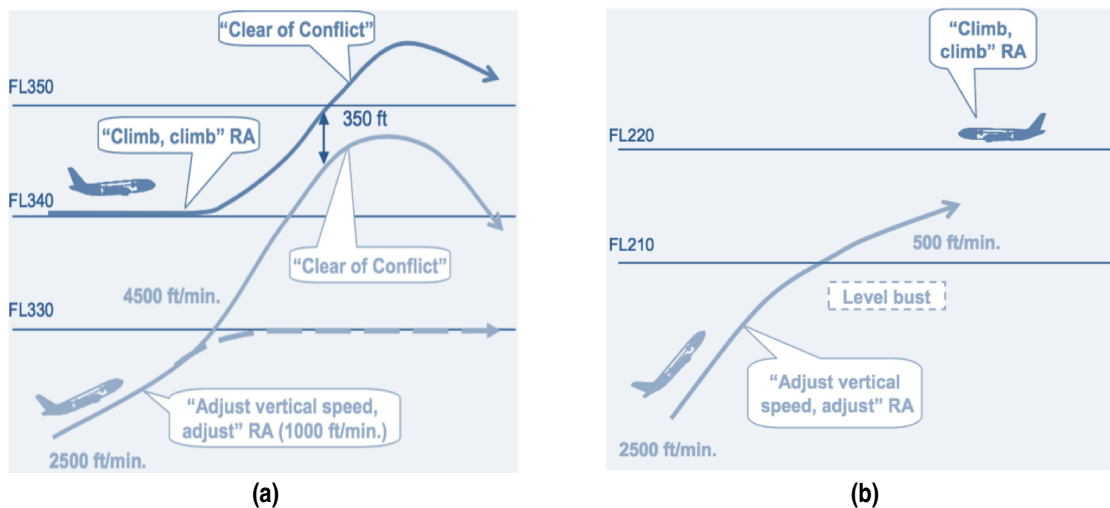 “Clear of Conflict”
FL350
350 ft
“Climb, climb” RA
FL340
“Clear of Conflict”
4500 ft/min.
FL330
“Adjust vertical speed,
adjust” RA (1000 ft/min.)
2500 ft/min.
(a)
“Climb,
climb” RA
FL220
500 ft/min.
FL210
Level bust
“Adjust vertical
speed, adjust” RA
2500 ft/min.
(b)